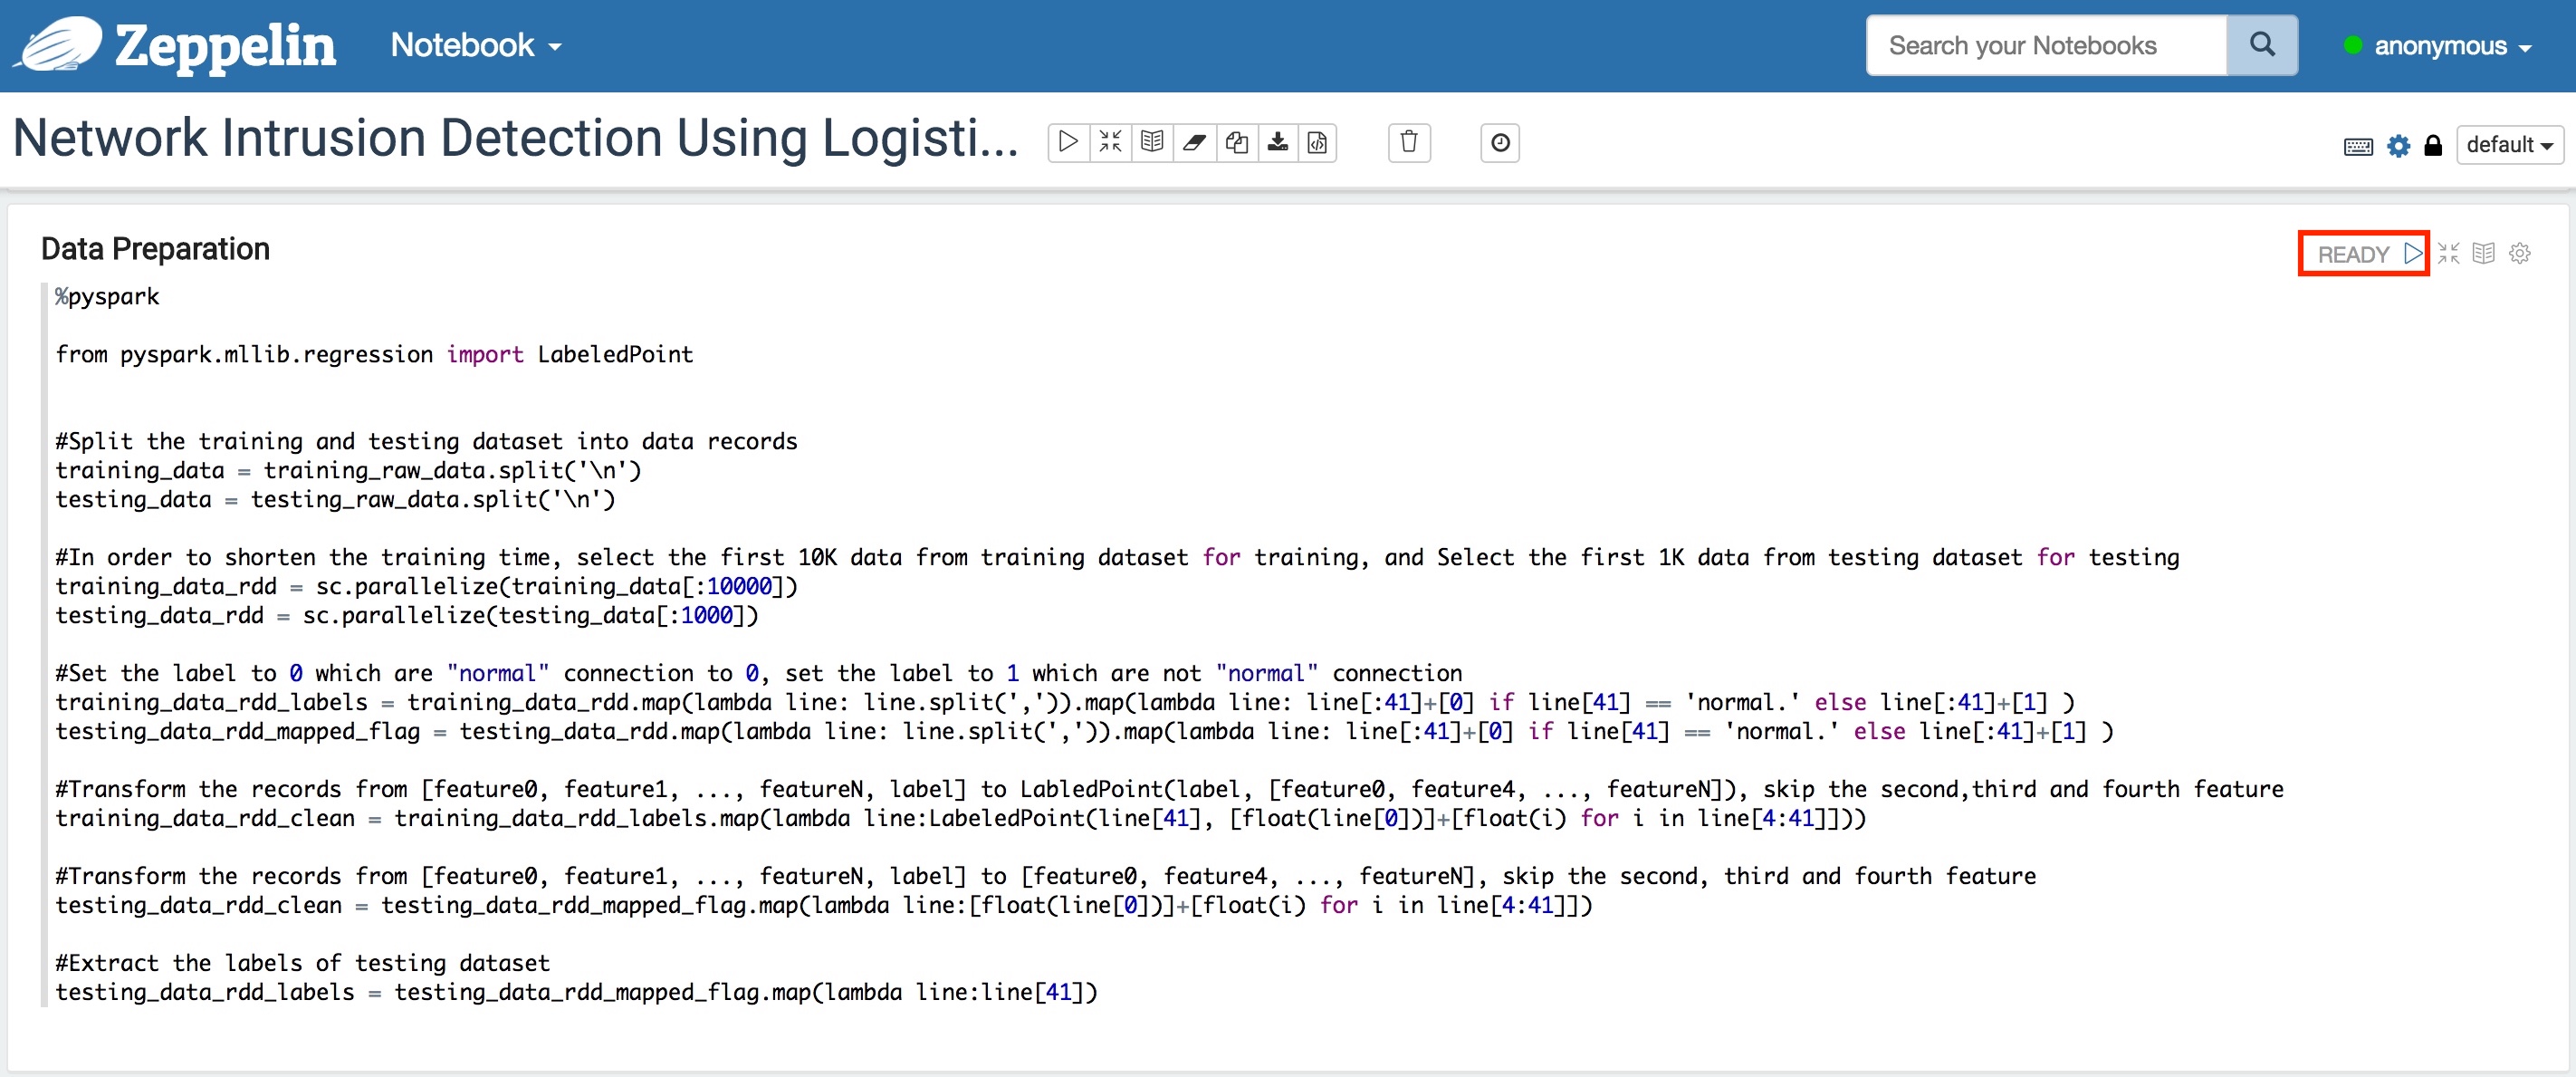 Zeppelin Notebook Search your Notebooks anonymous
Network Intrusion Detection Using Logisti... default
Data Preparation READY
%pyspark
from pyspark.mllib.regression import LabeledPoint
#Split the training and testing dataset into data records
training_data = training_raw_data.split('\n')
testing_data = testing_raw_data.split('\n')
#In order to shorten the training time, select the first 10K data from training dataset for training, and Select the first 1K data from testing dataset for testing
training_data_rdd = sc.parallelize(training_data[:10000])
testing_data_rdd = sc.parallelize(testing_data[:1000])
#Set the label to 0 which are "normal" connection to 0, set the label to 1 which are not "normal" connection
training_data_rdd_labels = training_data_rdd.map(lambda line: line.split(',')).map(lambda line: line[:41]+[0] if line[41] == 'normal.' else line[:41]+[1] )
testing_data_rdd_mapped_flag = testing_data_rdd.map(lambda line: line.split(',')).map(lambda line: line[:41]+[0] if line[41] == 'normal.' else line[:41]+[1] )
#Transform the records from [feature0, feature1, ..., featureN, label] to LabledPoint(label, [feature0, feature4, ..., featureN]), skip the second,third and fourth feature
training_data_rdd_clean = training_data_rdd_labels.map(lambda line:LabeledPoint(line[41], [float(line[0])]+[float(i) for i in line[4:41]]))
#Transform the records from [feature0, feature1, ..., featureN, label] to [feature0, feature4, ..., featureN], skip the second, third and fourth feature
testing_data_rdd_clean = testing_data_rdd_mapped_flag.map(lambda line:[float(line[0])]+[float(i) for i in line[4:41]])
#Extract the labels of testing dataset
testing_data_rdd_labels = testing_data_rdd_mapped_flag.map(lambda line:line[41])